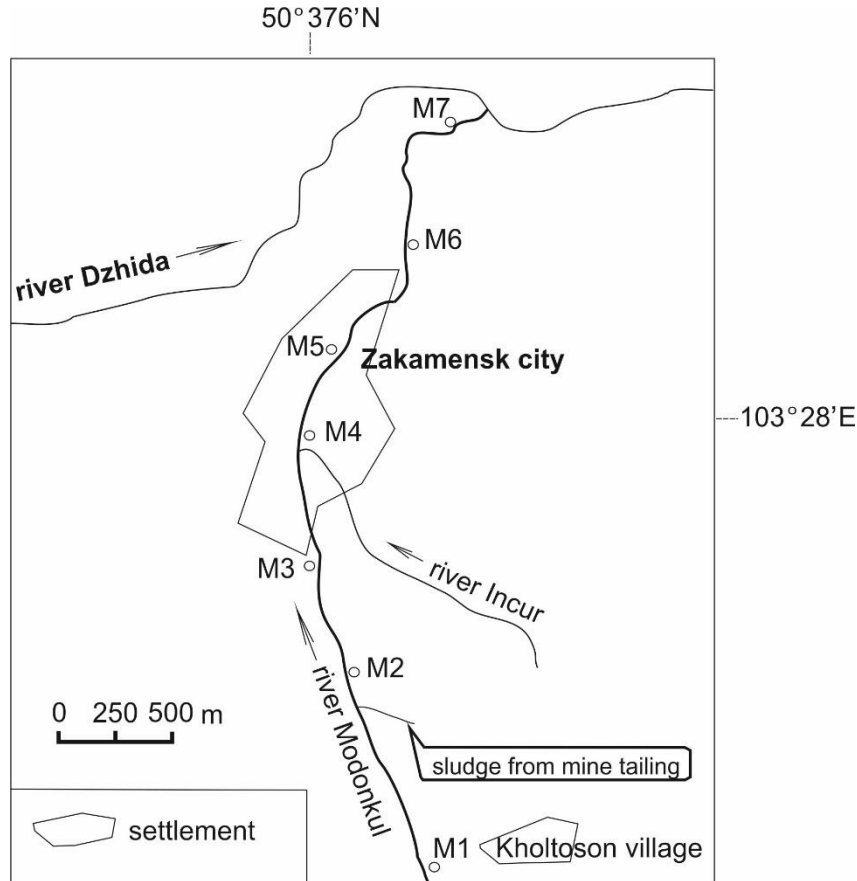 50°376’N
M7
M6
river Dzhida
M5
Zakamensk city
103°28’E
M4
M3
river Incur
M2
river Modonkul
0 250 500 m
sludge from mine tailing
settlement
M1
Kholtoson village